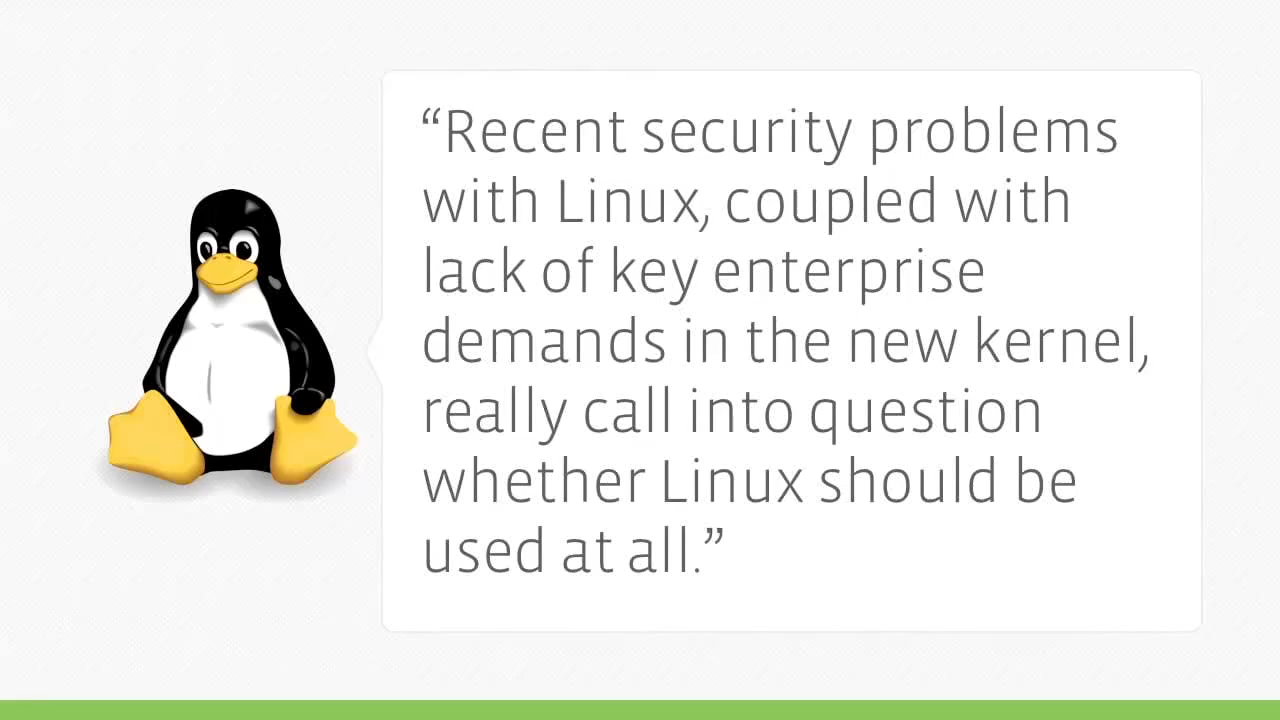 “Recent security problems
with Linux, coupled with
lack of key enterprise
demands in the new kernel,
really call into question
whether Linux should be
used at all.”